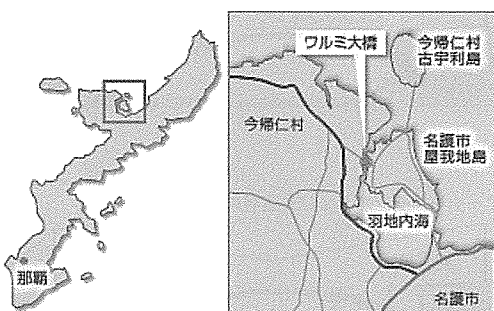 那覇
ワルミ大橋
今帰仁村
古宇利島
今帰仁村
名護市
屋我地島
羽地内海
名護市